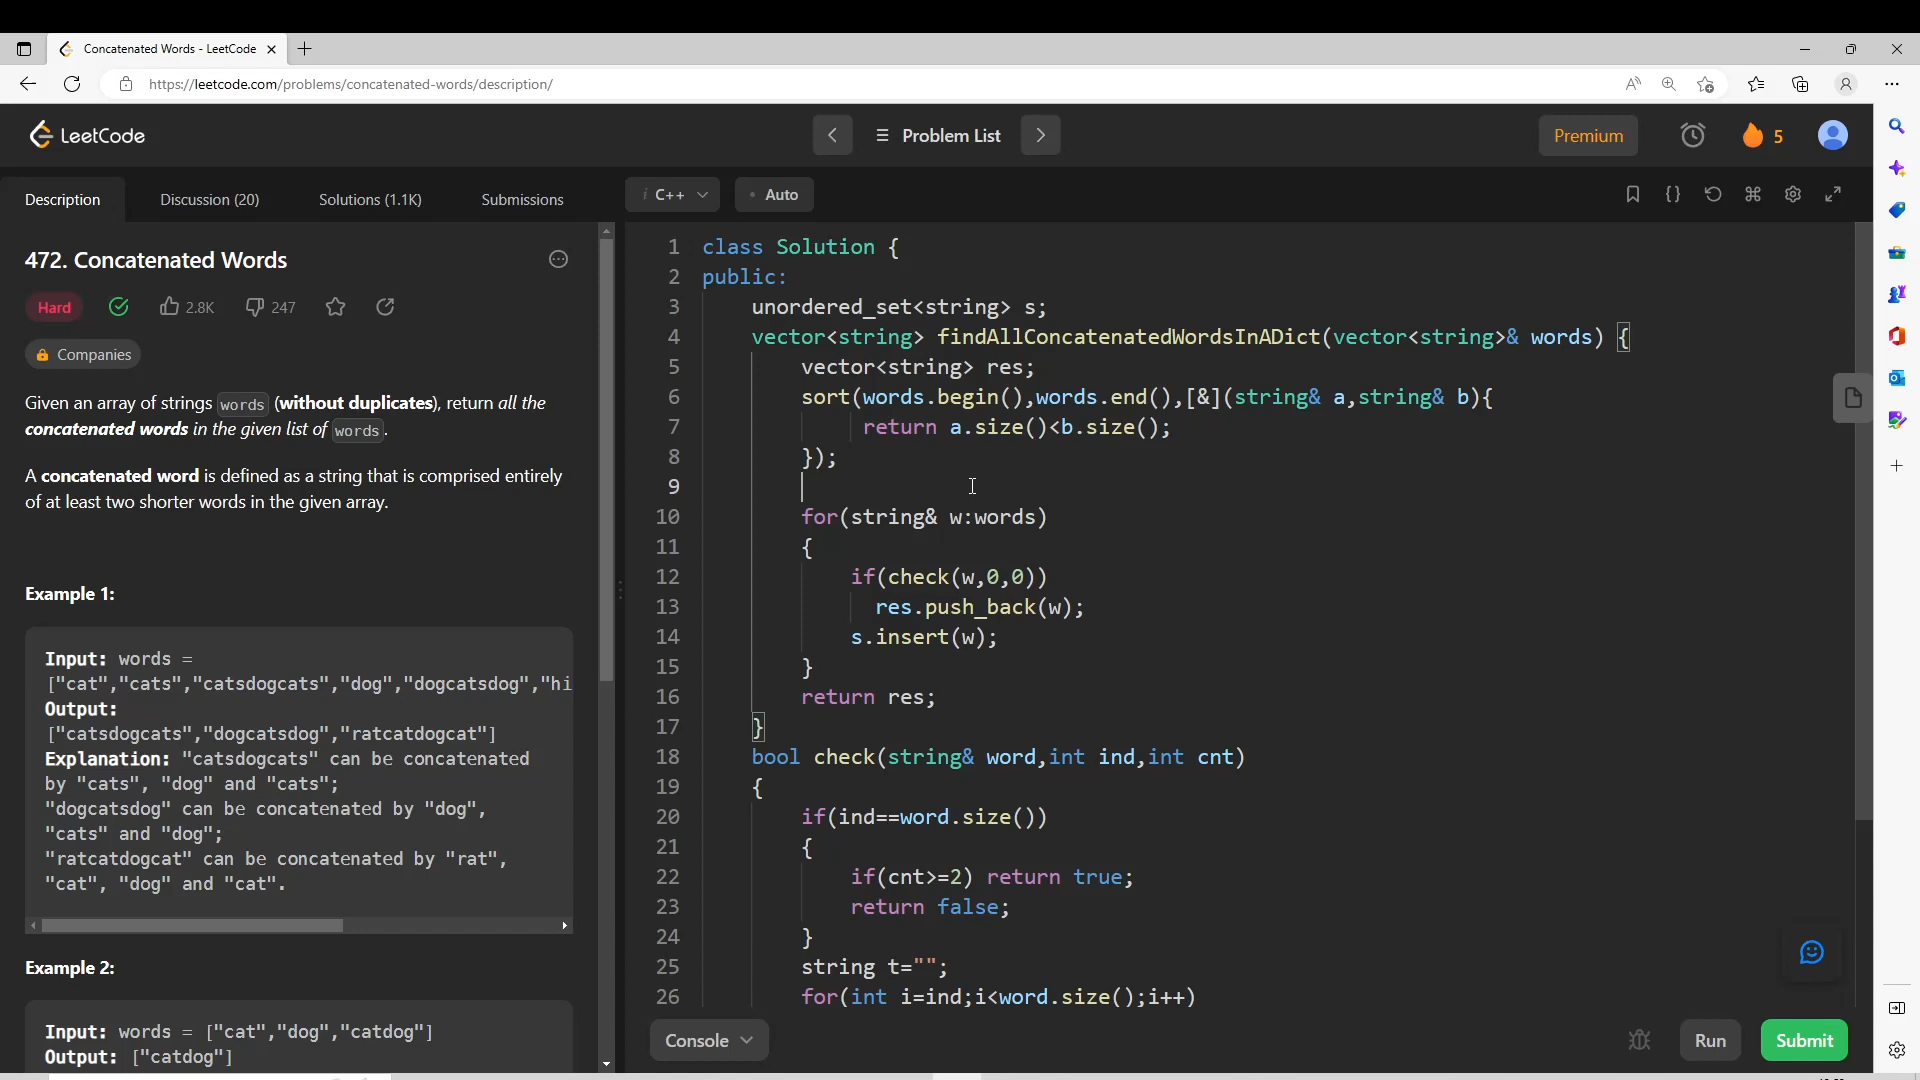 Concatenated Words - LeetCode
https://leetcode.com/problems/concatenated-words/description/
LeetCode
Problem List
Premium
5
Description
Discussion (20)
Solutions (1.1K)
Submissions
i C++
Auto
472. Concatenated Words
Hard
2.8K
247
Companies
Given an array of strings words (without duplicates), return all the
concatenated words in the given list of words.
A concatenated word is defined as a string that is comprised entirely
of at least two shorter words in the given array.
Example 1:
Input: words =
["cat","cats","catsdogcats","dog","dogcatsdog","hi
Output:
["catsdogcats","dogcatsdog","ratcatdogcat"]
Explanation: "catsdogcats" can be concatenated
by "cats", "dog" and "cats";
"dogcatsdog" can be concatenated by "dog",
"cats" and "dog";
"ratcatdogcat" can be concatenated by "rat",
"cat", "dog" and "cat".
Example 2:
Input: words = ["cat","dog","catdog"]
Output: ["catdog"]
1 class Solution {
2 public:
3 unordered_set<string> s;
4 vector<string> findAllConcatenatedWordsInADict(vector<string>& words) {
5 vector<string> res;
6 sort(words.begin(),words.end(),[&](string& a,string& b){
7 return a.size()<b.size();
8 });
9
10 for(string& w:words)
11 {
12 if(check(w,0,0))
13 res.push_back(w);
14 s.insert(w);
15 }
16 return res;
17 }
18 bool check(string& word,int ind,int cnt)
19 {
20 if(ind==word.size())
21 {
22 if(cnt>=2) return true;
23 return false;
24 }
25 string t="";
26 for(int i=ind;i<word.size();i++)
Console
Run
Submit